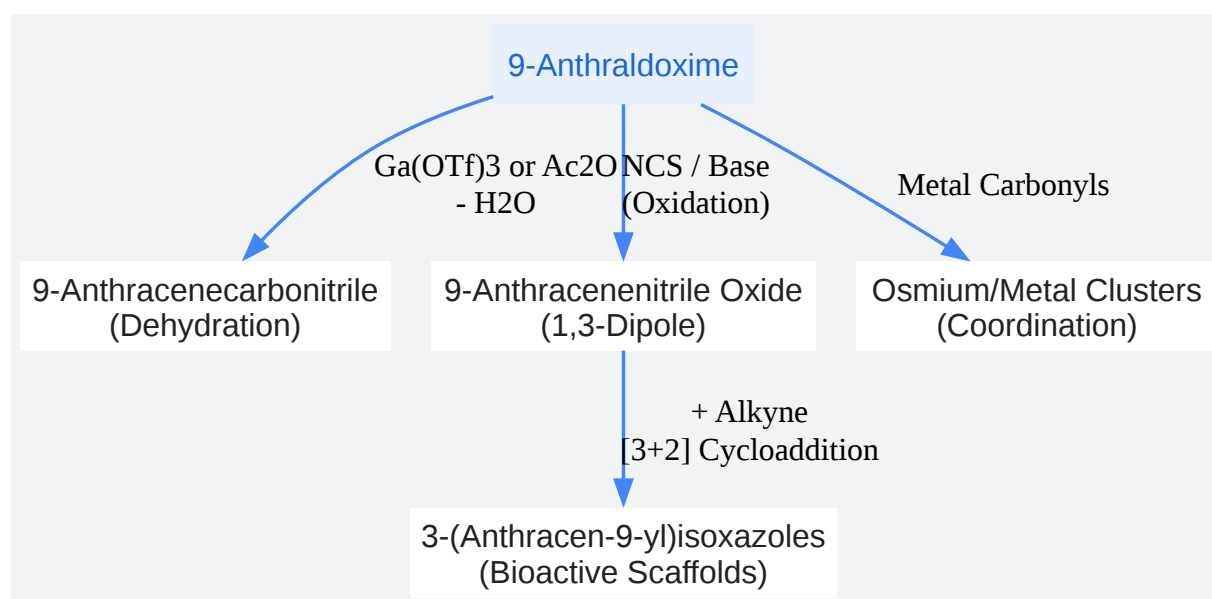 9-Anthraldoxime
Ga(OTf)3 or Ac2O
- H2O
NCS / Base
(Oxidation)
Metal Carbonyls
9-Anthracenecarbonitrile
(Dehydration)
9-Anthracenenitrile Oxide
(1,3-Dipole)
Osmium/Metal Clusters
(Coordination)
+ Alkyne
[3+2] Cycloaddition
3-(Anthracen-9-yl)isoxazoles
(Bioactive Scaffolds)